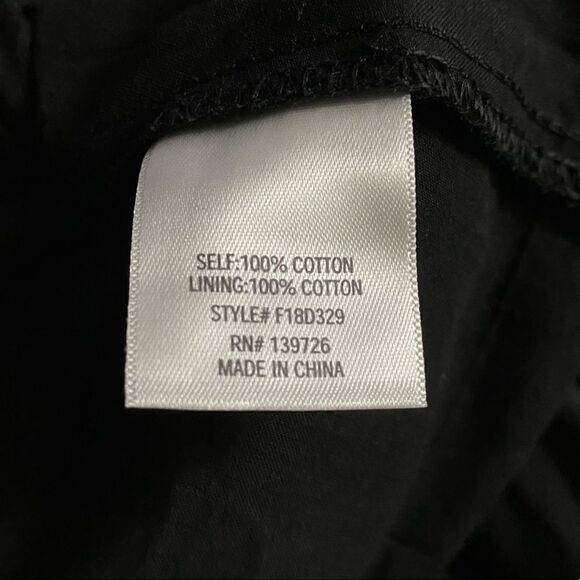 SELF:100% COTTON
LINING:100% COTTON
STYLE# F18D329
RN# 139726
MADE IN CHINA